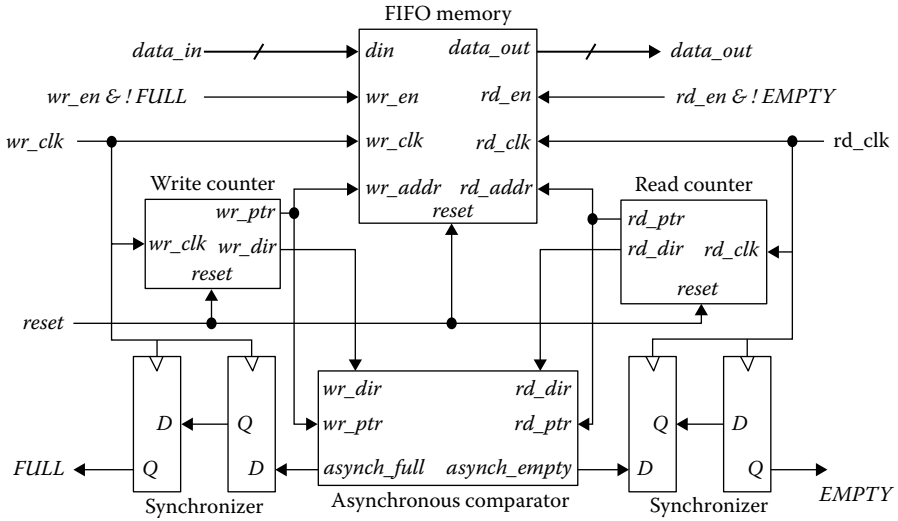 FIFO memory
data_in
din
data_out
data_out
wr_en & ! FULL
wr_en
rd_en
rd_en & ! EMPTY
wr_clk
wr_clk
rd_clk
rd_clk
Write counter
wr_addr
rd_addr
Read counter
wr_ptr
reset
rd_ptr
wr_clk
wr_dir
rd_dir
rd_clk
reset
reset
reset
wr_dir
rd_dir
D
Q
wr_ptr
rd_ptr
Q
D
FULL
Q
D
asynch_full
asynch_empty
D
Q
EMPTY
Synchronizer
Asynchronous comparator
Synchronizer